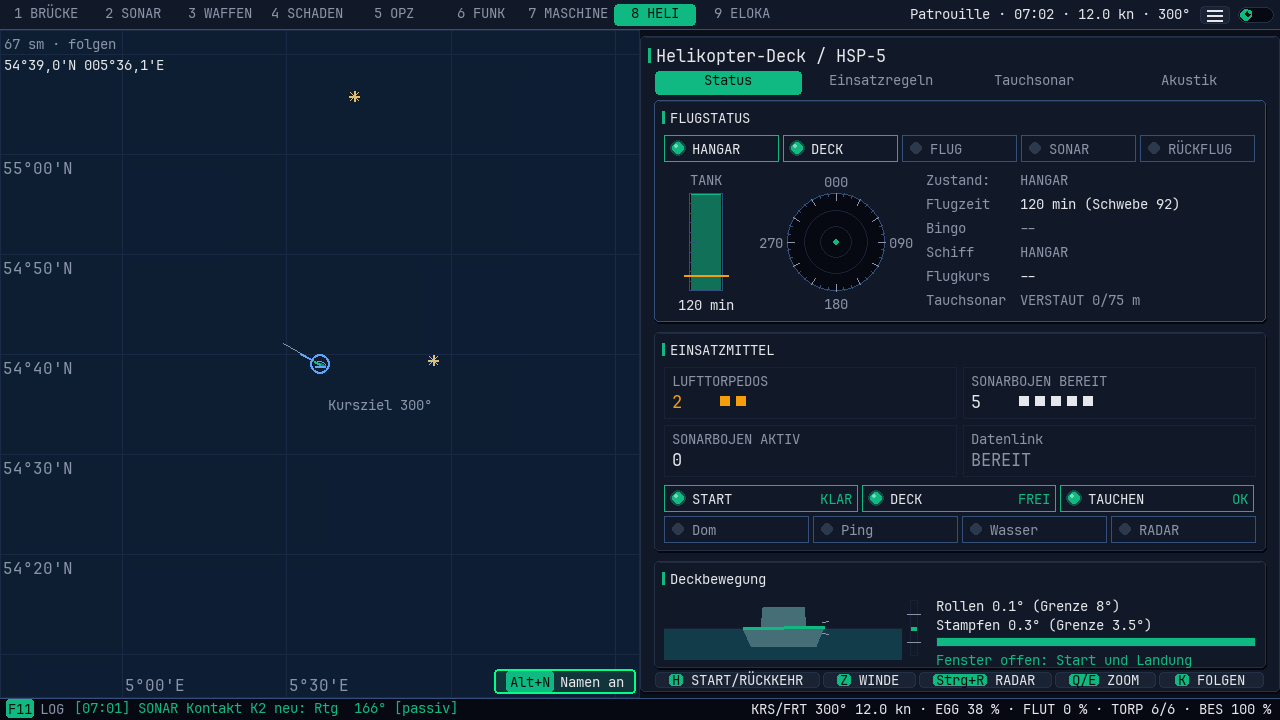 1 BRÜCKE 2 SONAR 3 WAFFEN 4 SCHADEN 5 OPZ 6 FUNK 7 MASCHINE 8 HELI 9 ELOKA Patrouille · 07:02 · 12.0 kn · 300°
67 sm · folgen
54°39,0'N 005°36,1'E
55°00'N
54°50'N
54°40'N
Kursziel 300°
54°30'N
54°20'N
5°00'E 5°30'E
Alt+N Namen an
Helikopter-Deck / HSP-5
Status Einsatzregeln Tauchsonar Akustik
FLUGSTATUS
HANGAR DECK FLUG SONAR RÜCKFLUG
TANK
120 min
000
270 090
180
Zustand: HANGAR
Flugzeit 120 min (Schwebe 92)
Bingo --
Schiff HANGAR
Flugkurs --
Tauchsonar VERSTAUT 0/75 m
EINSATZMITTEL
LUFTTORPEDOS
2
SONARBOJEN BEREIT
5
SONARBOJEN AKTIV
0
Datenlink
BEREIT
START KLAR DECK FREI TAUCHEN OK
Dom Ping Wasser RADAR
Deckbewegung
Rollen 0.1° (Grenze 8°)
Stampfen 0.3° (Grenze 3.5°)
Fenster offen: Start und Landung
H START/RÜCKKEHR Z WINDE Strg+R RADAR Q/E ZOOM K FOLGEN
F11 LOG [07:01] SONAR Kontakt K2 neu: Rtg 166° [passiv] KRS/FRT 300° 12.0 kn · EGG 38 % · FLUT 0 % · TORP 6/6 · BES 100 %